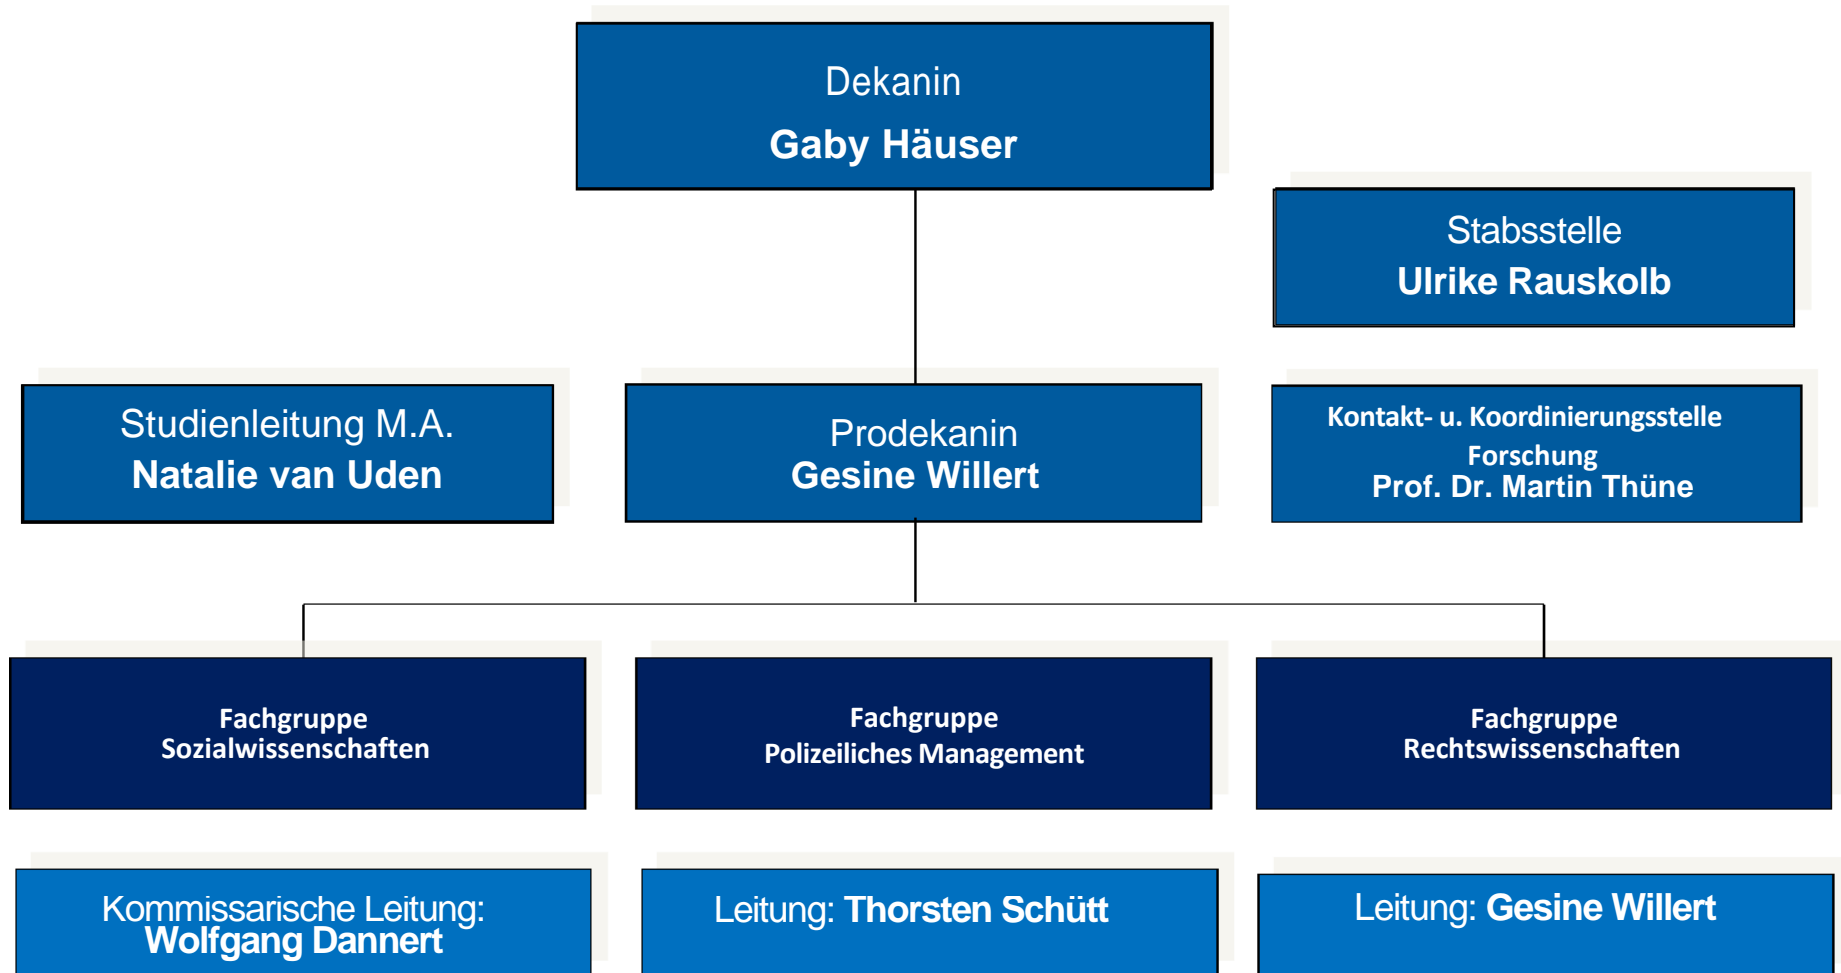 Dekanin
Gaby Häuser
Stabsstelle
Ulrike Rauskolb
Studienleitung M.A.
Natalie van Uden
Prodekanin
Gesine Willert
Kontakt- u. Koordinierungsstelle
Forschung
Prof. Dr. Martin Thüne
Fachgruppe
Sozialwissenschaften
Fachgruppe
Polizeiliches Management
Fachgruppe
Rechtswissenschaften
Kommissarische Leitung:
Wolfgang Dannert
Leitung: Thorsten Schütt
Leitung: Gesine Willert